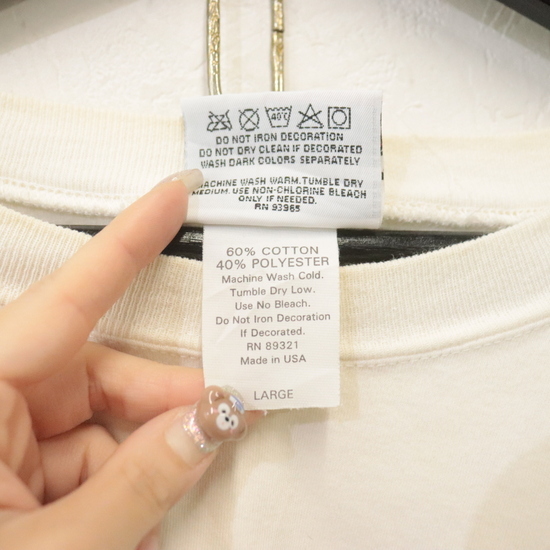 40°C
DO NOT IRON DECORATION
DO NOT DRY CLEAN IF DECORATED
WASH DARK COLORS SEPARATELY
MACHINE WASH WARM.TUMBLE DRY
MEDIUM. USE NON-CHLORINE BLEACH
ONLY IF NEEDED.
RN 93965
60% COTTON
40% POLYESTER
Machine Wash Cold.
Tumble Dry Low.
Use No Bleach.
Do Not Iron Decoration
If Decorated.
RN 89321
Made in USA
LARGE